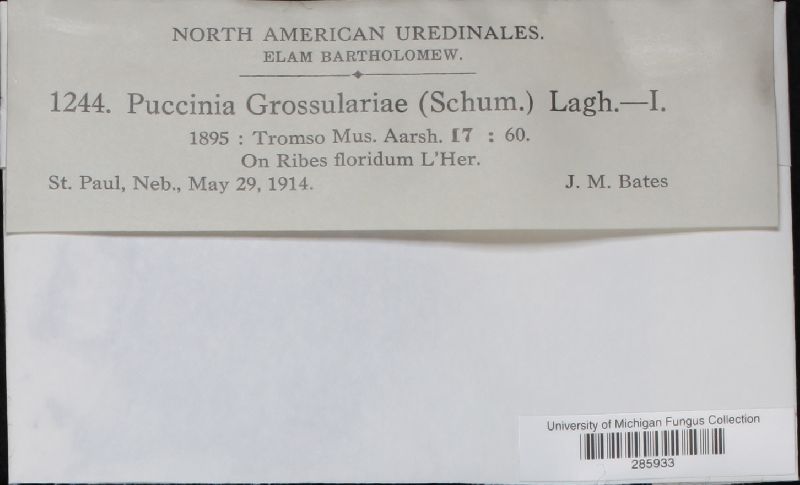 NORTH AMERICAN UREDINALES.
ELAM BARTHOLOMEW.
1244. Puccinia Grossulariae (Schum.) Lagh.—I.
1895 : Tromso Mus. Aarsh. 17 : 60.
On Ribes floridum L'Her.
St. Paul, Neb., May 29, 1914. J. M. Bates
University of Michigan Fungus Collection
285933